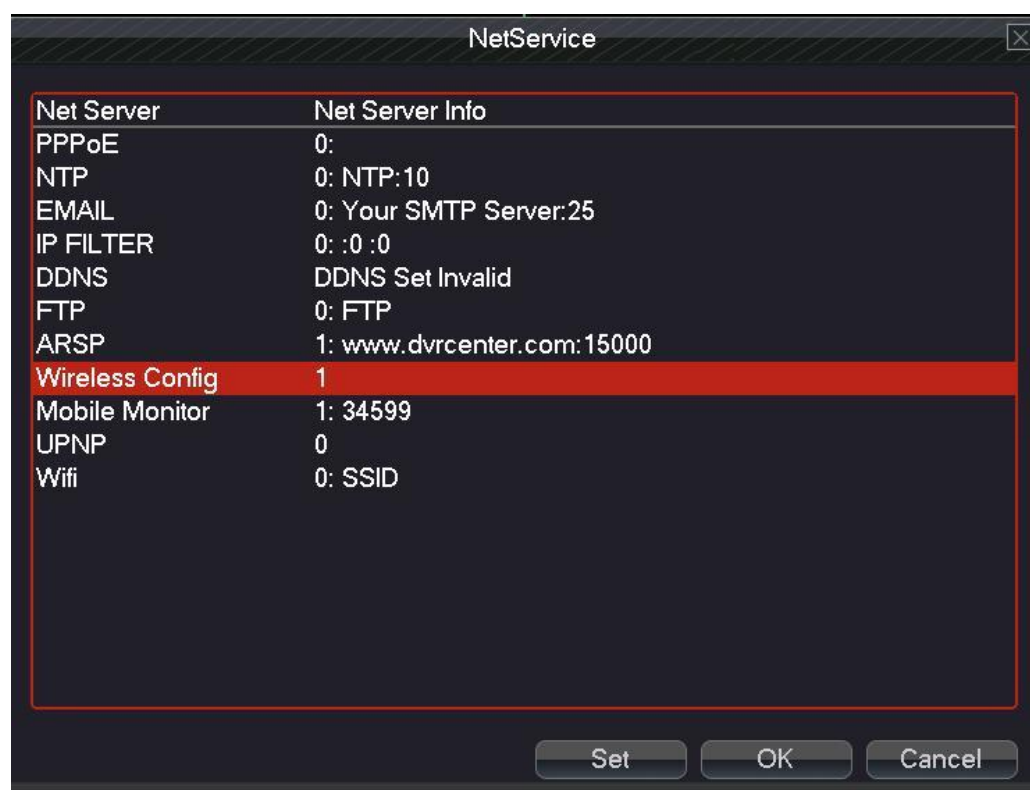 NetService
Net Server Net Server Info
PPPoE 0:
NTP 0: NTP:10
EMAIL 0: Your SMTP Server:25
IP FILTER 0: :0 :0
DDNS DDNS Set Invalid
FTP 0: FTP
ARSP 1: www.dvrcenter.com:15000
Wireless Config 1
Mobile Monitor 1: 34599
UPNP 0
Wifi 0: SSID
Set OK Cancel